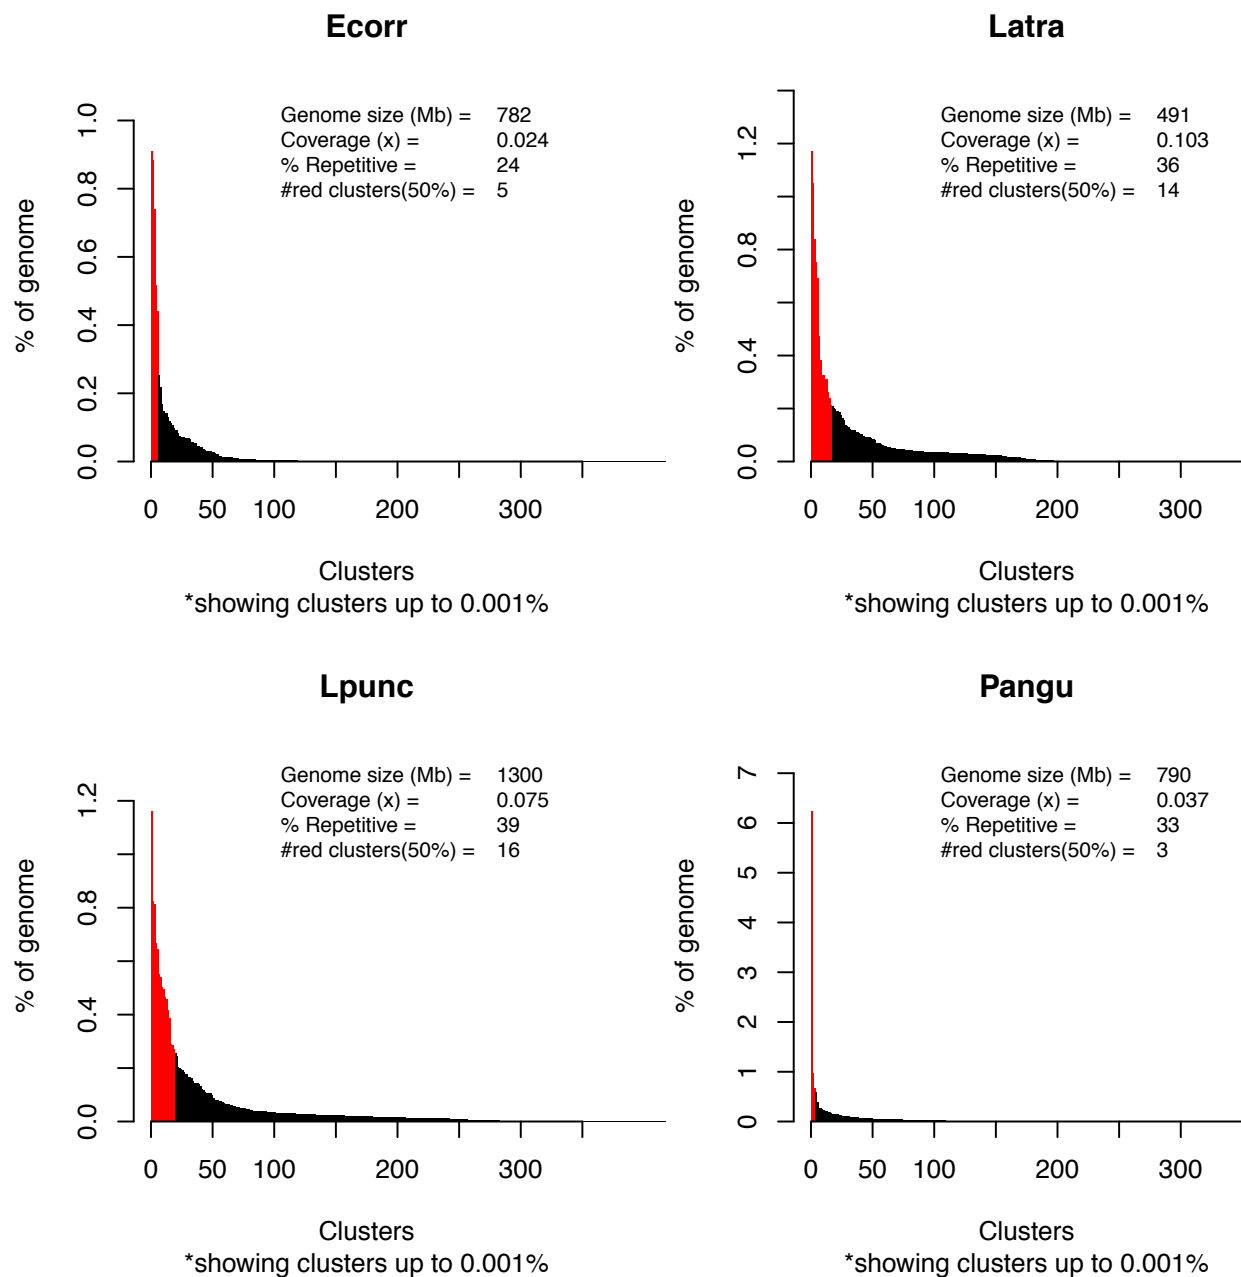 Ecorr
Genome size (Mb) = 782
Coverage (x) = 0.024
% Repetitive = 24
#red clusters(50%) = 5
% of genome
1.0
0.8
0.6
0.4
0.2
0.0
0 50 100 200 300
Clusters
*showing clusters up to 0.001%
Latra
Genome size (Mb) = 491
Coverage (x) = 0.103
% Repetitive = 36
#red clusters(50%) = 14
% of genome
1.2
0.8
0.4
0.0
0 50 100 200 300
Clusters
*showing clusters up to 0.001%
Lpunc
Genome size (Mb) = 1300
Coverage (x) = 0.075
% Repetitive = 39
#red clusters(50%) = 16
% of genome
1.2
0.8
0.4
0.0
0 50 100 200 300
Clusters
*showing clusters up to 0.001%
Pangu
Genome size (Mb) = 790
Coverage (x) = 0.037
% Repetitive = 33
#red clusters(50%) = 3
% of genome
7
6
5
4
3
2
1
0
0 50 100 200 300
Clusters
*showing clusters up to 0.001%